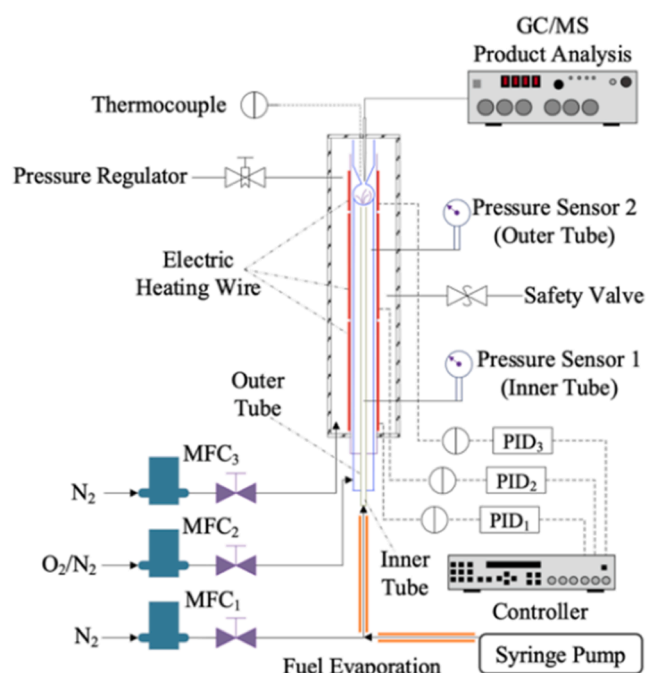 GC/MS
Product Analysis
Thermocouple
Pressure Regulator
Pressure Sensor 2
(Outer Tube)
Electric
Heating Wire
Safety Valve
Pressure Sensor 1
(Inner Tube)
Outer
Tube
MFC₃
PID₃
N₂
PID₂
MFC₂
PID₁
O₂/N₂
Inner
Tube
MFC₁
Controller
N₂
Syringe Pump
Fuel Evaporation